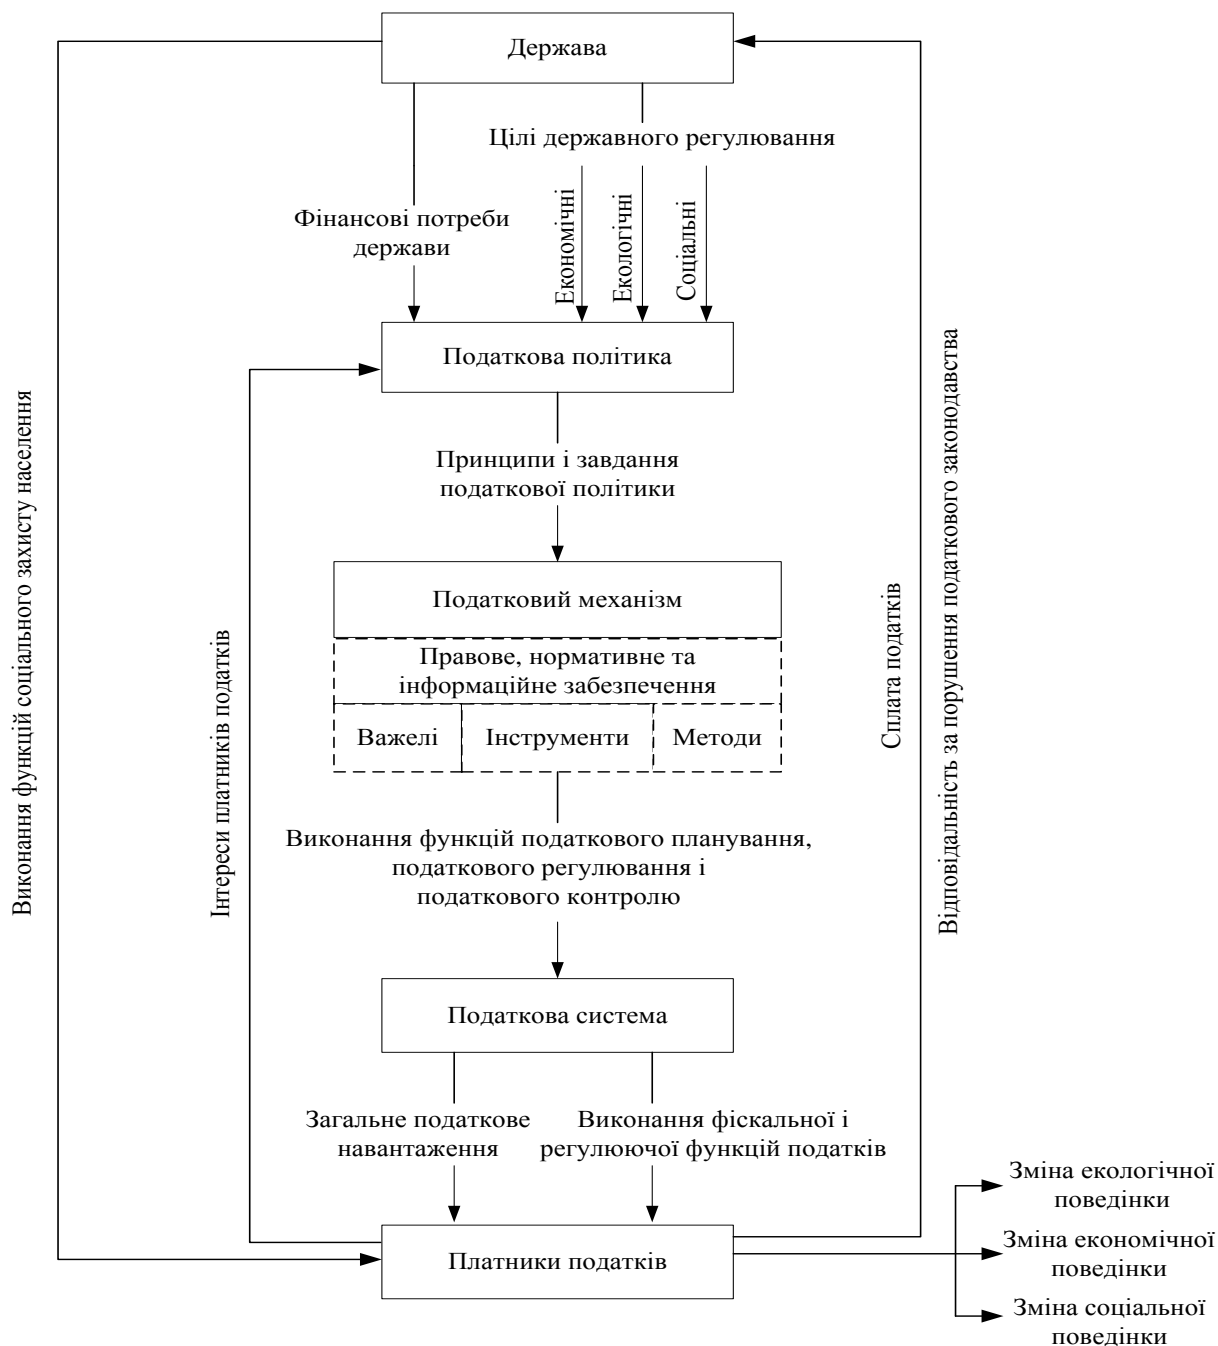 Держава
Цілі державного регулювання
Економічні
Екологічні
Соціальні
Фінансові потреби
держави
Податкова політика
Виконання функцій соціального захисту населення
Інтереси платників податків
Принципи і завдання
податкової політики
Податковий механізм
Правове, нормативне та
інформаційне забезпечення
Важелі
Інструменти
Методи
Сплата податків
Відповідальність за порушення податкового законодавства
Виконання функцій податкового планування,
податкового регулювання і
податкового контролю
Податкова система
Загальне податкове
навантаження
Виконання фіскальної і
регулюючої функцій податків
Платники податків
Зміна екологічної
поведінки
Зміна економічної
поведінки
Зміна соціальної
поведінки